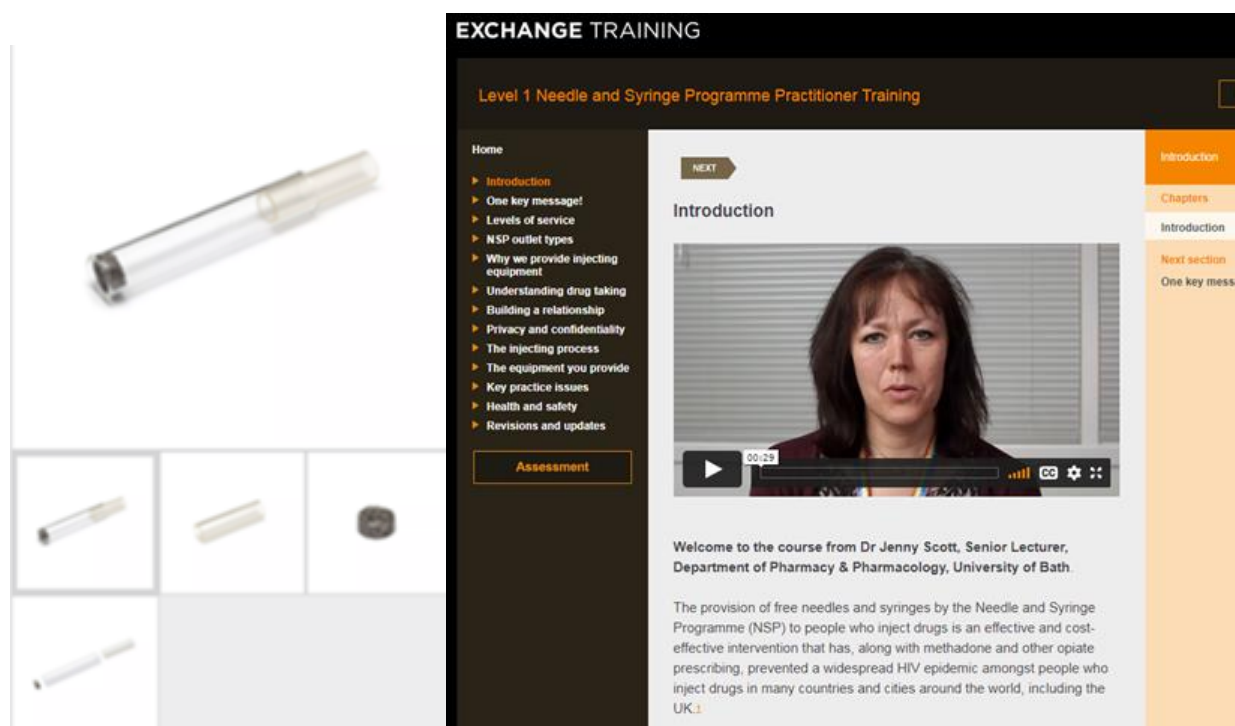 EXCHANGE TRAINING
Level 1 Needle and Syringe Programme Practitioner Training
Home
Introduction
One key message!
Levels of service
NSP outlet types
Why we provide injecting
equipment
Understanding drug taking
Building a relationship
Privacy and confidentiality
The injecting process
The equipment you provide
Key practice issues
Health and safety
Revisions and updates
Assessment
NEXT
Introduction
00:29
CC
Welcome to the course from Dr Jenny Scott, Senior Lecturer,
Department of Pharmacy & Pharmacology, University of Bath.
The provision of free needles and syringes by the Needle and Syringe
Programme (NSP) to people who inject drugs is an effective and cost-
effective intervention that has, along with methadone and other opiate
prescribing, prevented a widespread HIV epidemic amongst people who
inject drugs in many countries and cities around the world, including the
UK.1
Introduction
Chapters
Introduction
Next section
One key mess